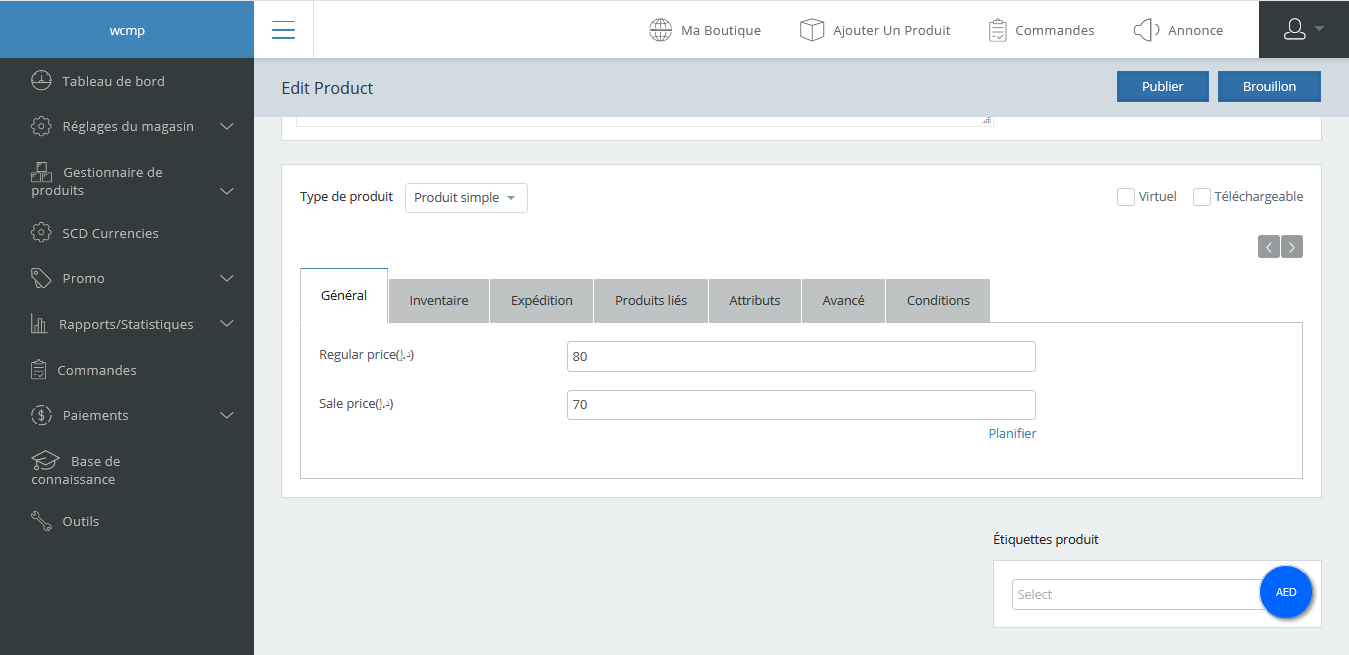 wcmp
Ma Boutique
Ajouter Un Produit
Commandes
Annonce
Tableau de bord
Réglages du magasin
Gestionnaire de
produits
SCD Currencies
Promo
Rapports/Statistiques
Commandes
Paiements
Base de
connaissance
Outils
Edit Product
Publier
Brouillon
Type de produit
Produit simple
Virtuel
Téléchargeable
Général
Inventaire
Expédition
Produits liés
Attributs
Avancé
Conditions
Regular price(د.إ)
80
Sale price(د.إ)
70
Planifier
Étiquettes produit
Select
AED